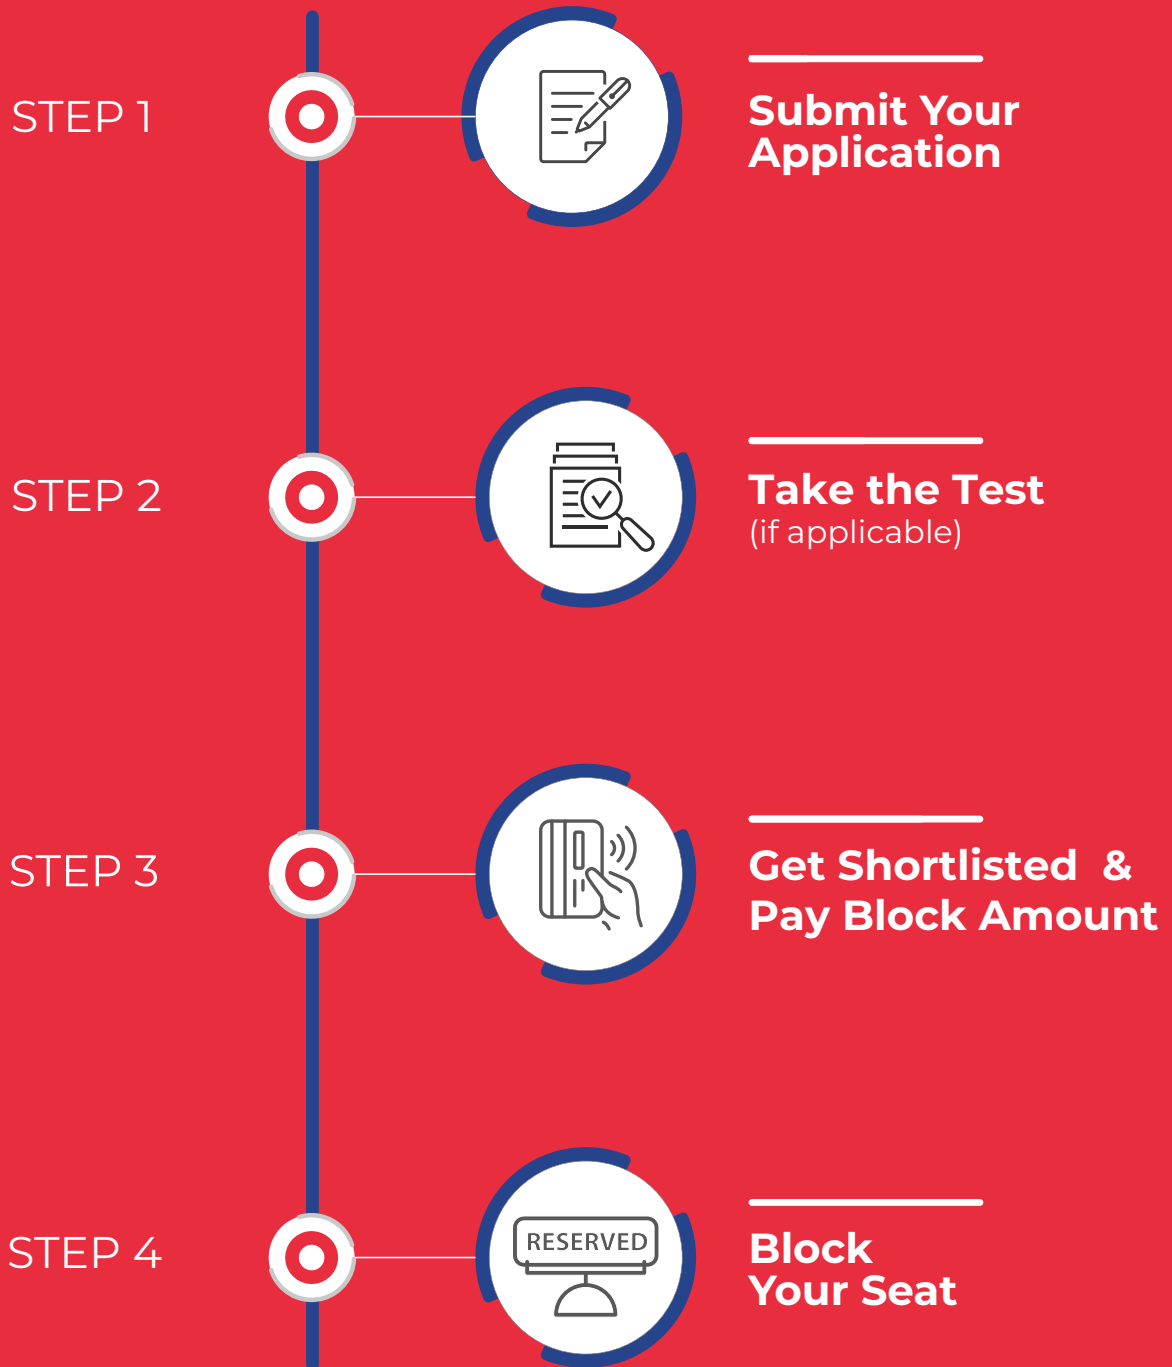 STEP 1
Submit Your
Application
STEP 2
Take the Test
(if applicable)
STEP 3
Get Shortlisted &
Pay Block Amount
STEP 4
RESERVED
Block
Your Seat